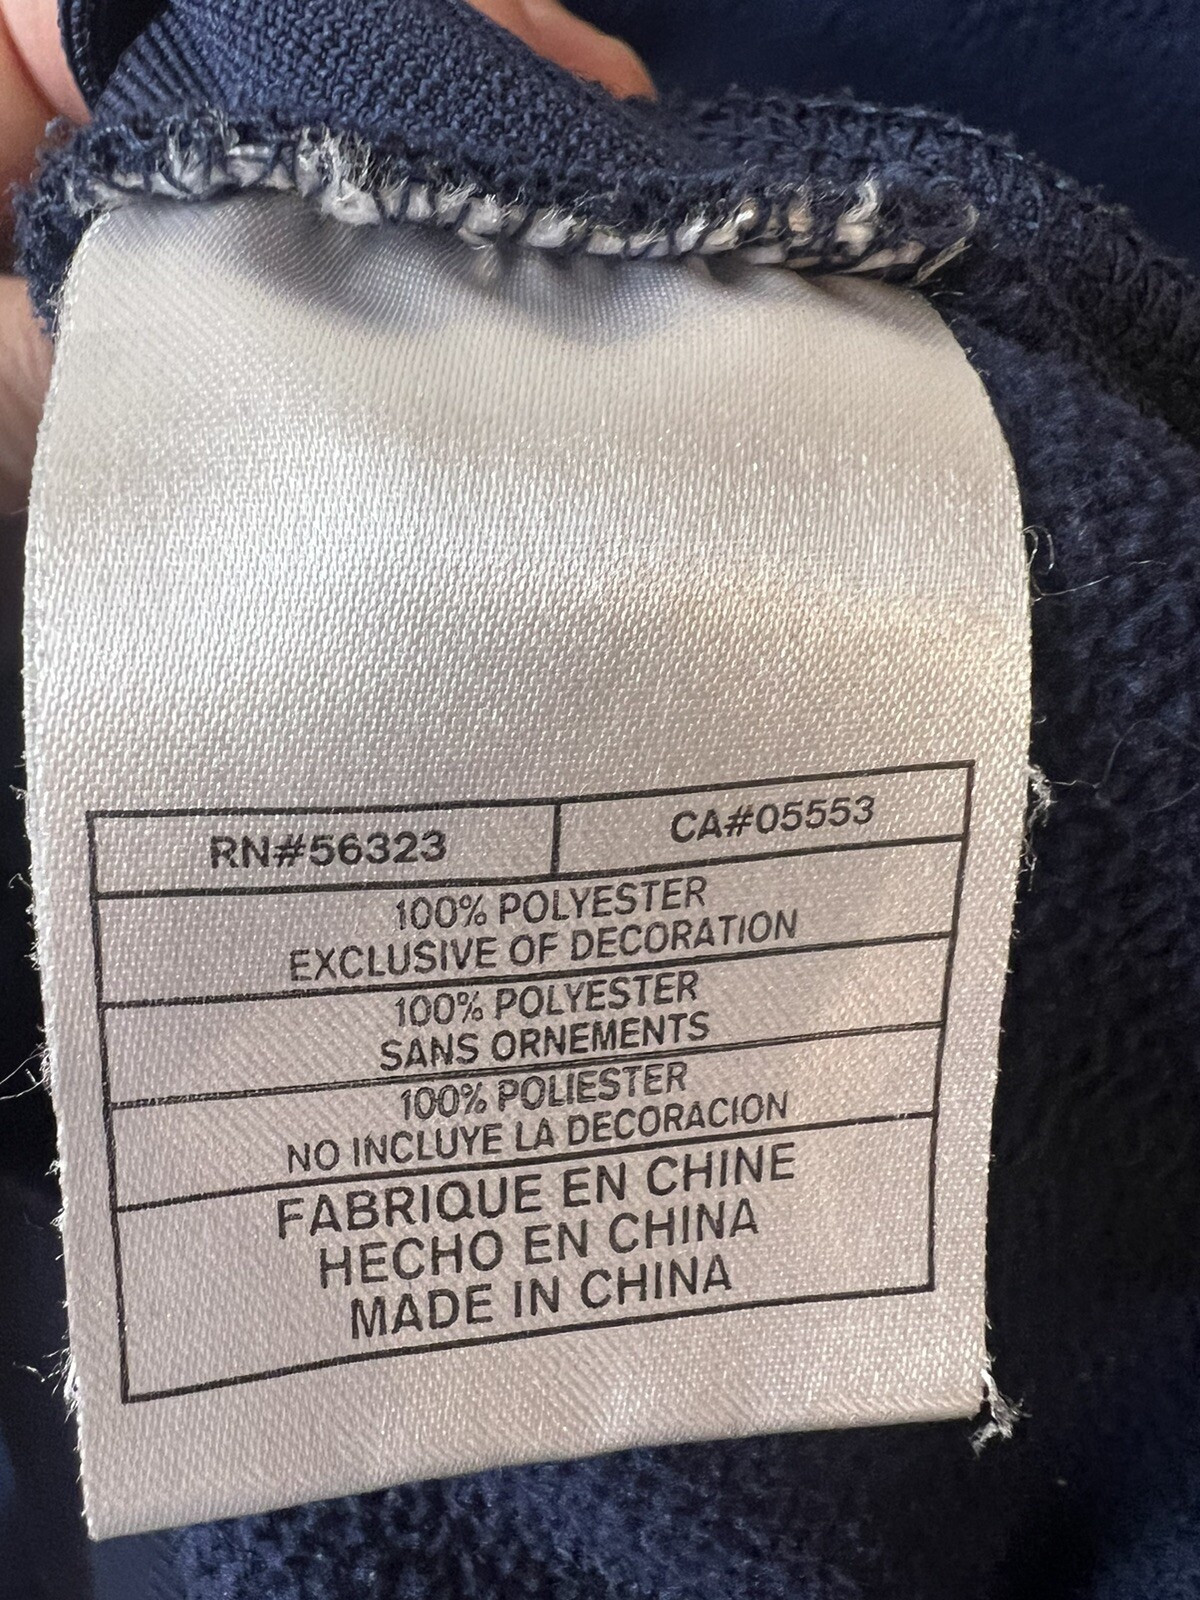 RN#56323 CA#05553
100% POLYESTER
EXCLUSIVE OF DECORATION
100% POLYESTER
SANS ORNEMENTS
100% POLIESTER
NO INCLUYE LA DECORACION
FABRIQUE EN CHINE
HECHO EN CHINA
MADE IN CHINA